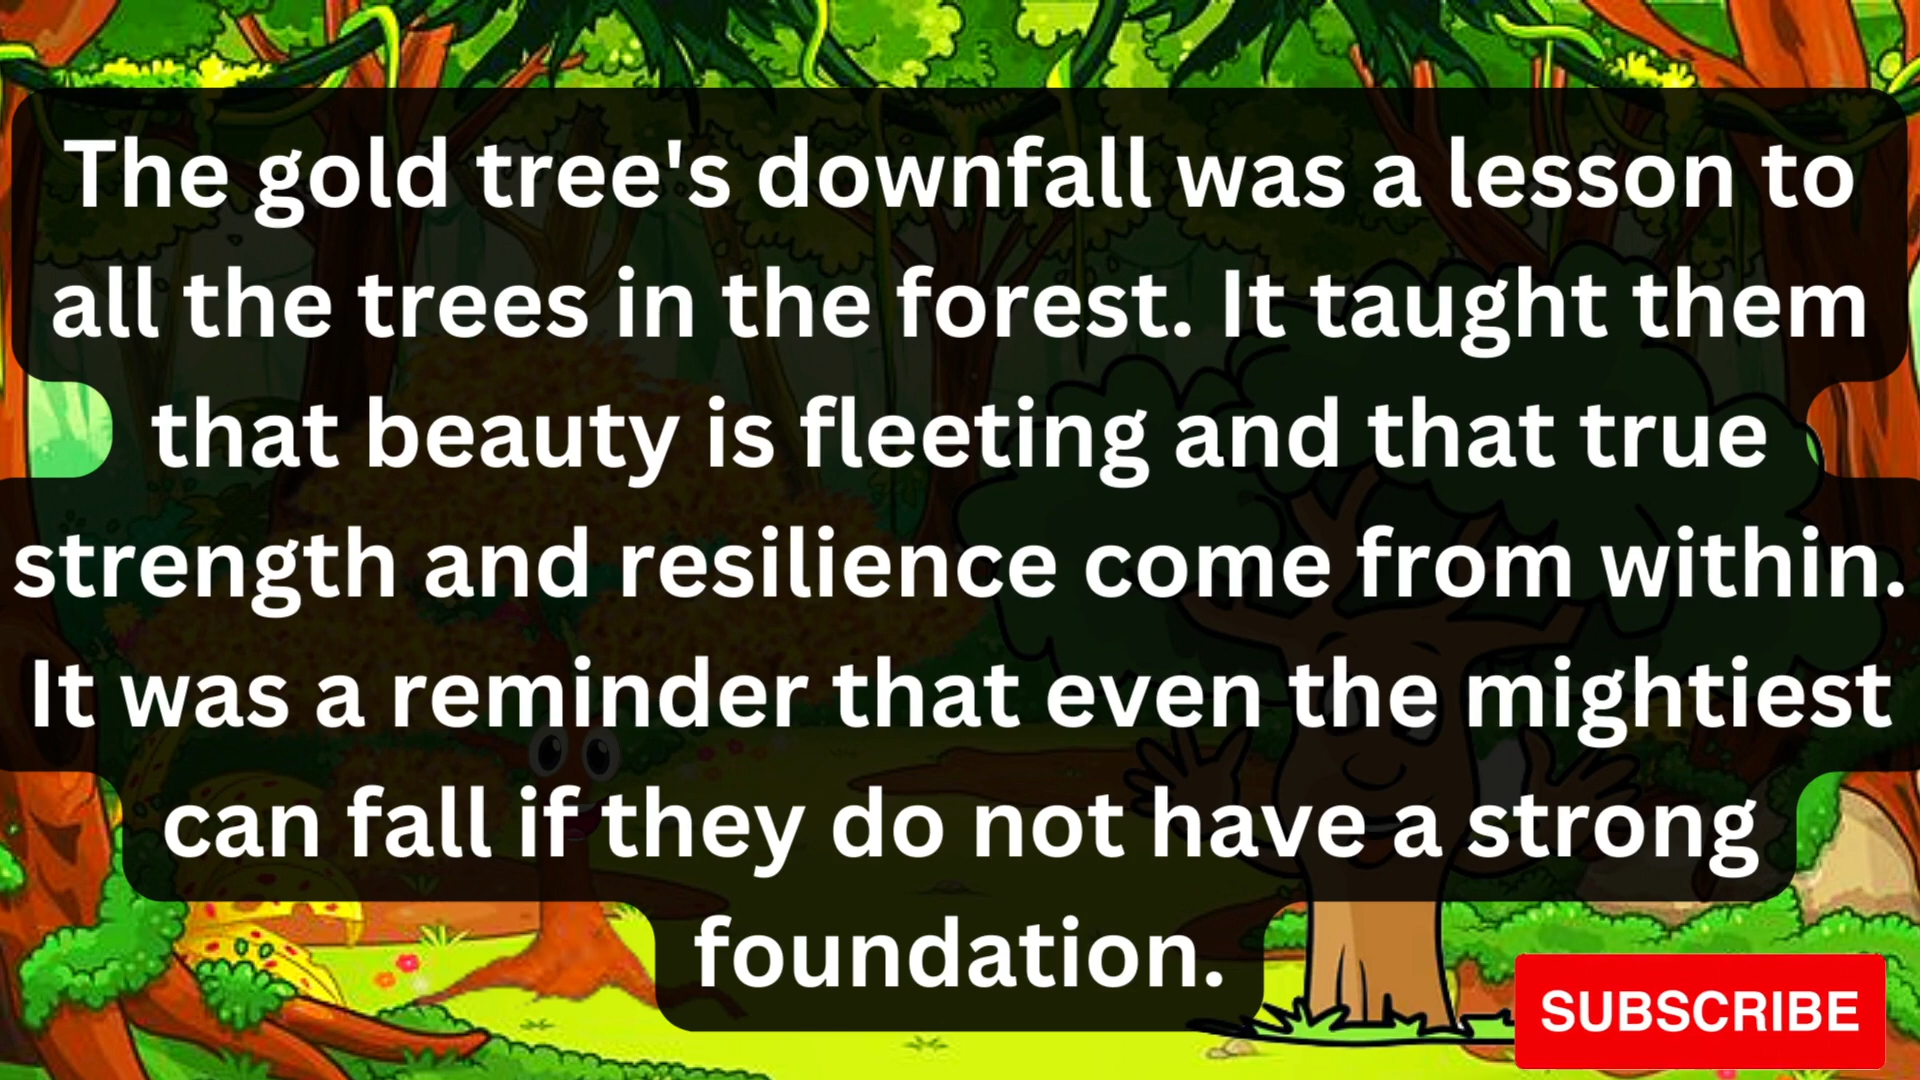 The gold tree's downfall was a lesson to
all the trees in the forest. It taught them
that beauty is fleeting and that true
strength and resilience come from within.
It was a reminder that even the mightiest
can fall if they do not have a strong
foundation.
SUBSCRIBE